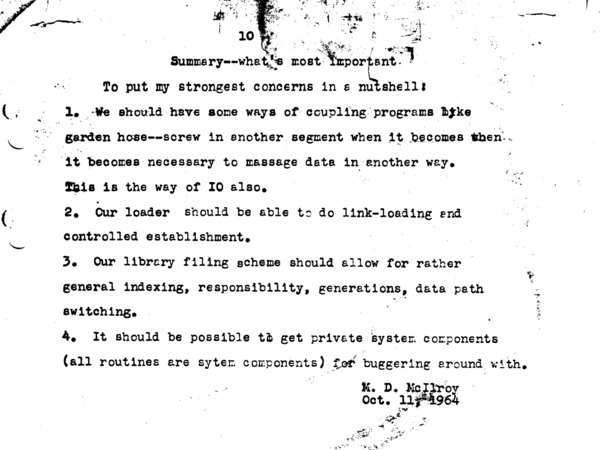 10
Summary--what's most important.
To put my strongest concerns in a nutshell:
1. We should have some ways of coupling programs like
garden hose--screw in another segment when it becomes when
it becomes necessary to massage data in another way.
This is the way of IO also.
2. Our loader should be able to do link-loading and
controlled establishment.
3. Our library filing scheme should allow for rather
general indexing, responsibility, generations, data path
switching.
4. It should be possible to get private system components
(all routines are sytem components) for buggering around with.
M. D. McIlroy
Oct. 11, 1964